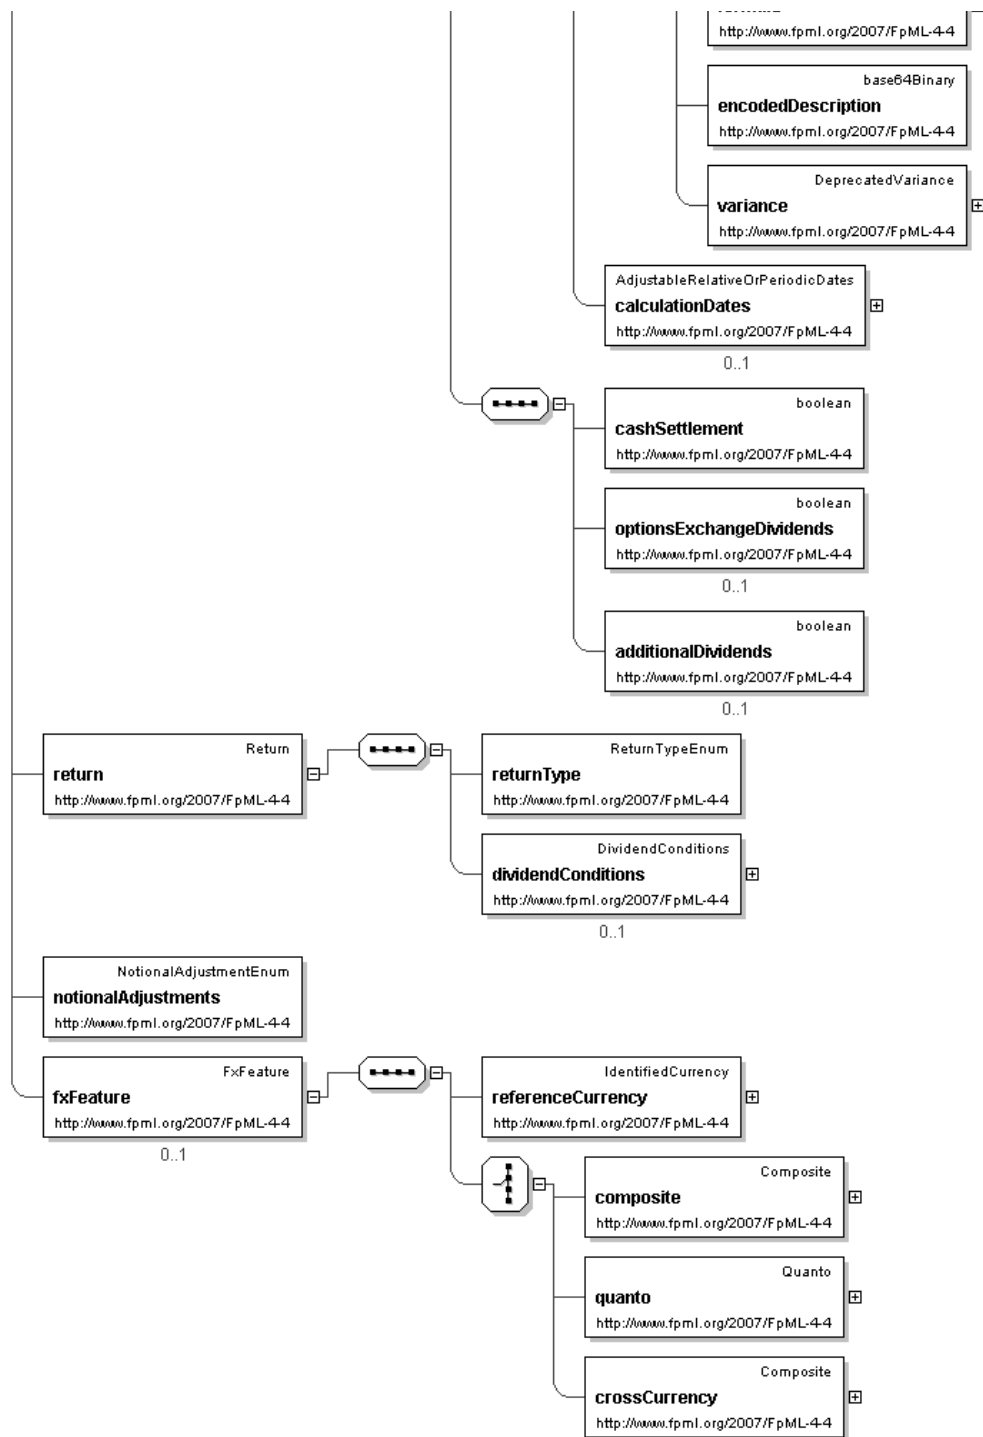 http://www.fpml.org/2007/FpML-4-4
base64Binary
encodedDescription
http://www.fpml.org/2007/FpML-4-4
DeprecatedVariance
variance
http://www.fpml.org/2007/FpML-4-4
AdjustableRelativeOrPeriodicDates
calculationDates
http://www.fpml.org/2007/FpML-4-4
0..1
boolean
cashSettlement
http://www.fpml.org/2007/FpML-4-4
boolean
optionsExchangeDividends
http://www.fpml.org/2007/FpML-4-4
0..1
boolean
additionalDividends
http://www.fpml.org/2007/FpML-4-4
0..1
Return
return
http://www.fpml.org/2007/FpML-4-4
ReturnTypeEnum
returnType
http://www.fpml.org/2007/FpML-4-4
DividendConditions
dividendConditions
http://www.fpml.org/2007/FpML-4-4
0..1
NotionalAdjustmentEnum
notionalAdjustments
http://www.fpml.org/2007/FpML-4-4
FxFeature
fxFeature
http://www.fpml.org/2007/FpML-4-4
0..1
IdentifiedCurrency
referenceCurrency
http://www.fpml.org/2007/FpML-4-4
Composite
composite
http://www.fpml.org/2007/FpML-4-4
Quanto
quanto
http://www.fpml.org/2007/FpML-4-4
Composite
crossCurrency
http://www.fpml.org/2007/FpML-4-4